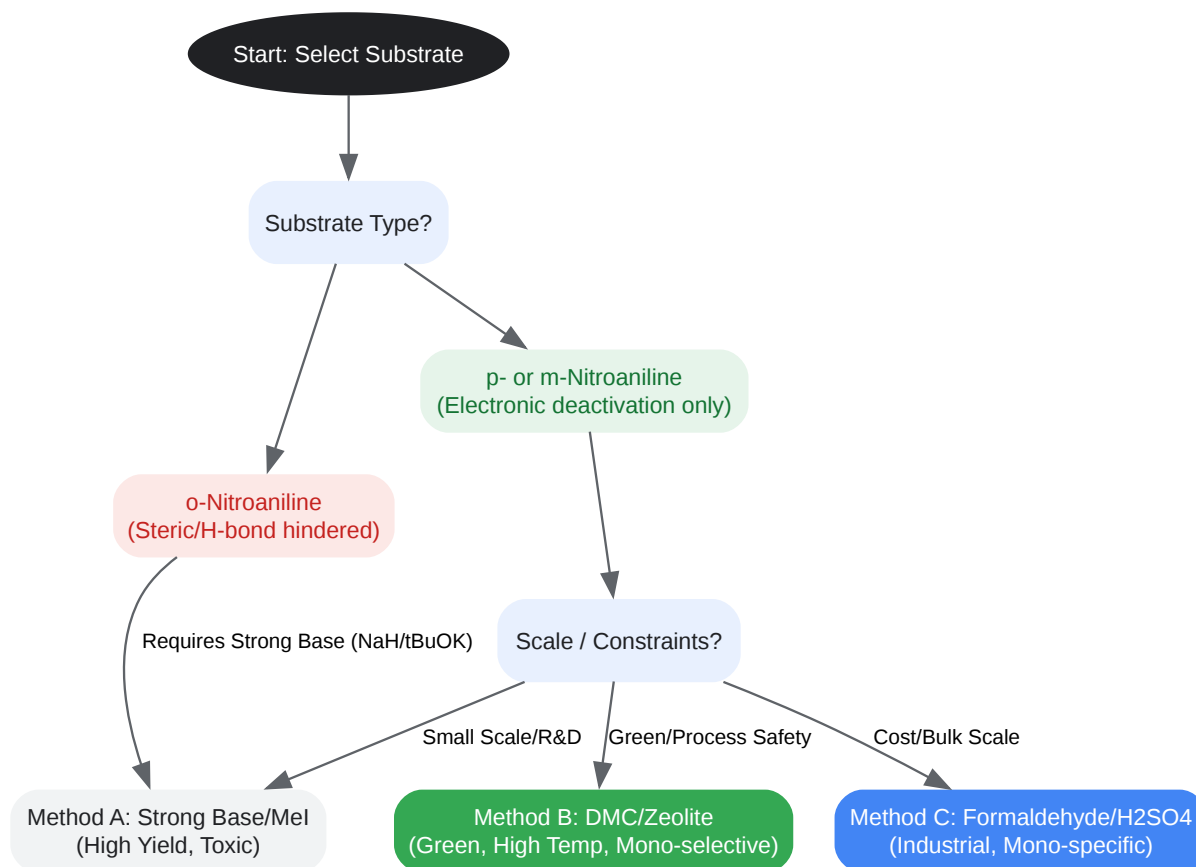 Start: Select Substrate
Substrate Type?
p- or m-Nitroaniline
(Electronic deactivation only)
o-Nitroaniline
(Steric/H-bond hindered)
Requires Strong Base (NaH/tBuOK)
Scale / Constraints?
Small Scale/R&D
Green/Process Safety
Cost/Bulk Scale
Method A: Strong Base/MeI
(High Yield, Toxic)
Method B: DMC/Zeolite
(Green, High Temp, Mono-selective)
Method C: Formaldehyde/H2SO4
(Industrial, Mono-specific)